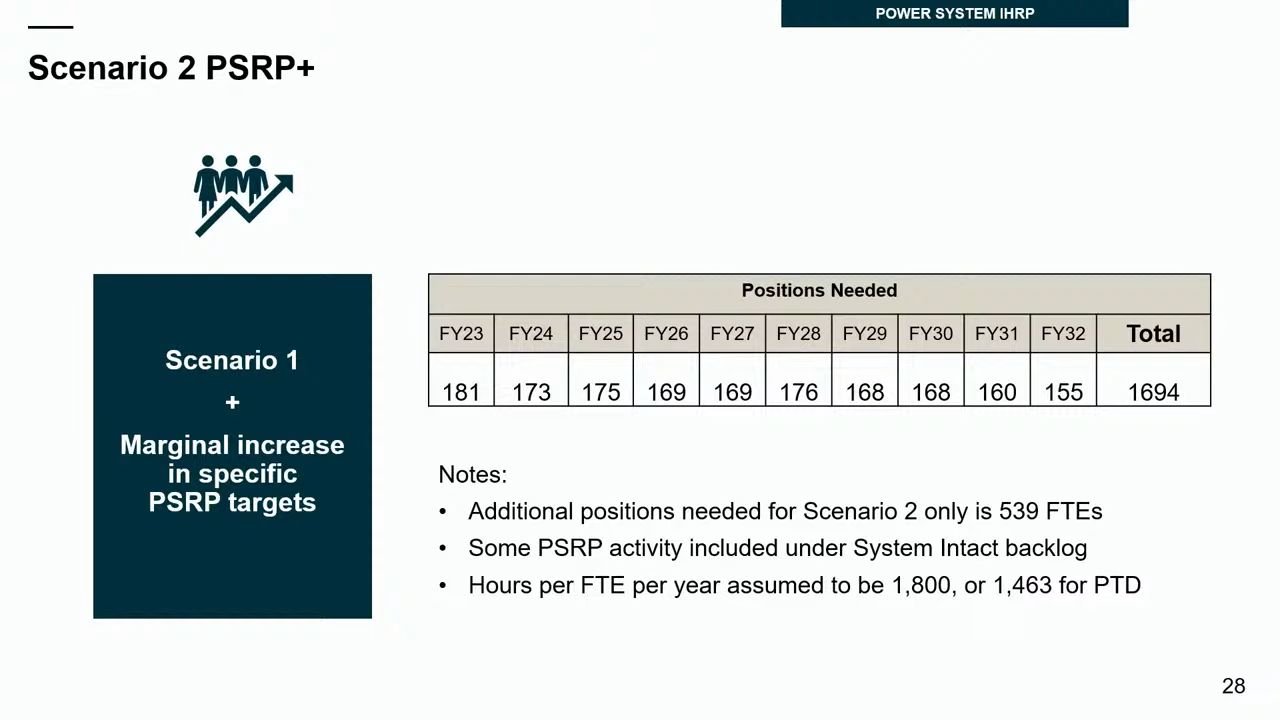 POWER SYSTEM IHRP
Scenario 2 PSRP+
Scenario 1
+
Marginal increase
in specific
PSRP targets
Positions Needed
FY23 FY24 FY25 FY26 FY27 FY28 FY29 FY30 FY31 FY32 Total
181 173 175 169 169 176 168 168 160 155 1694
Notes:
• Additional positions needed for Scenario 2 only is 539 FTEs
• Some PSRP activity included under System Intact backlog
• Hours per FTE per year assumed to be 1,800, or 1,463 for PTD
28